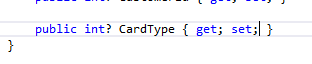 public int? CardType { get; set; }
}